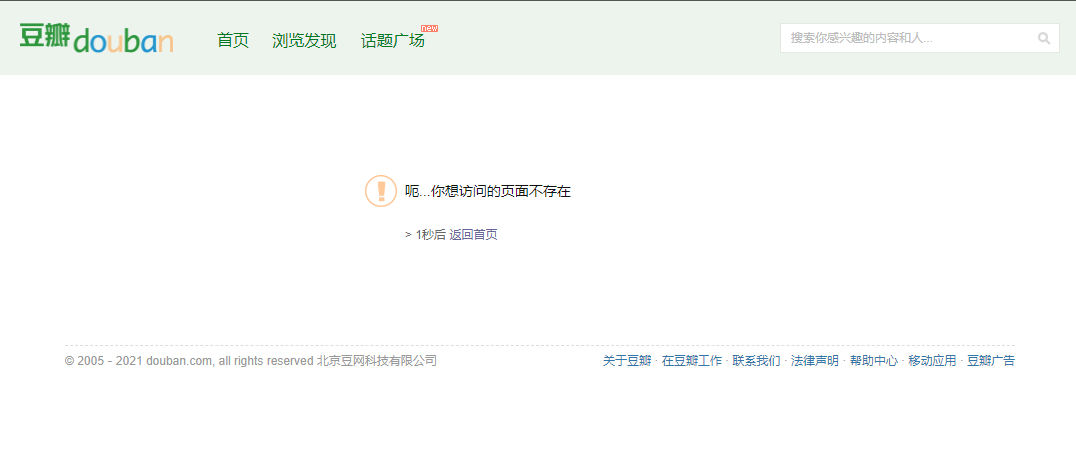 豆瓣douban 首页 浏览发现 话题广场 new 搜索你感兴趣的内容和人...
呃...你想访问的页面不存在
> 1秒后 返回首页
© 2005 - 2021 douban.com, all rights reserved 北京豆网科技有限公司 关于豆瓣 · 在豆瓣工作 · 联系我们 · 法律声明 · 帮助中心 · 移动应用 · 豆瓣广告